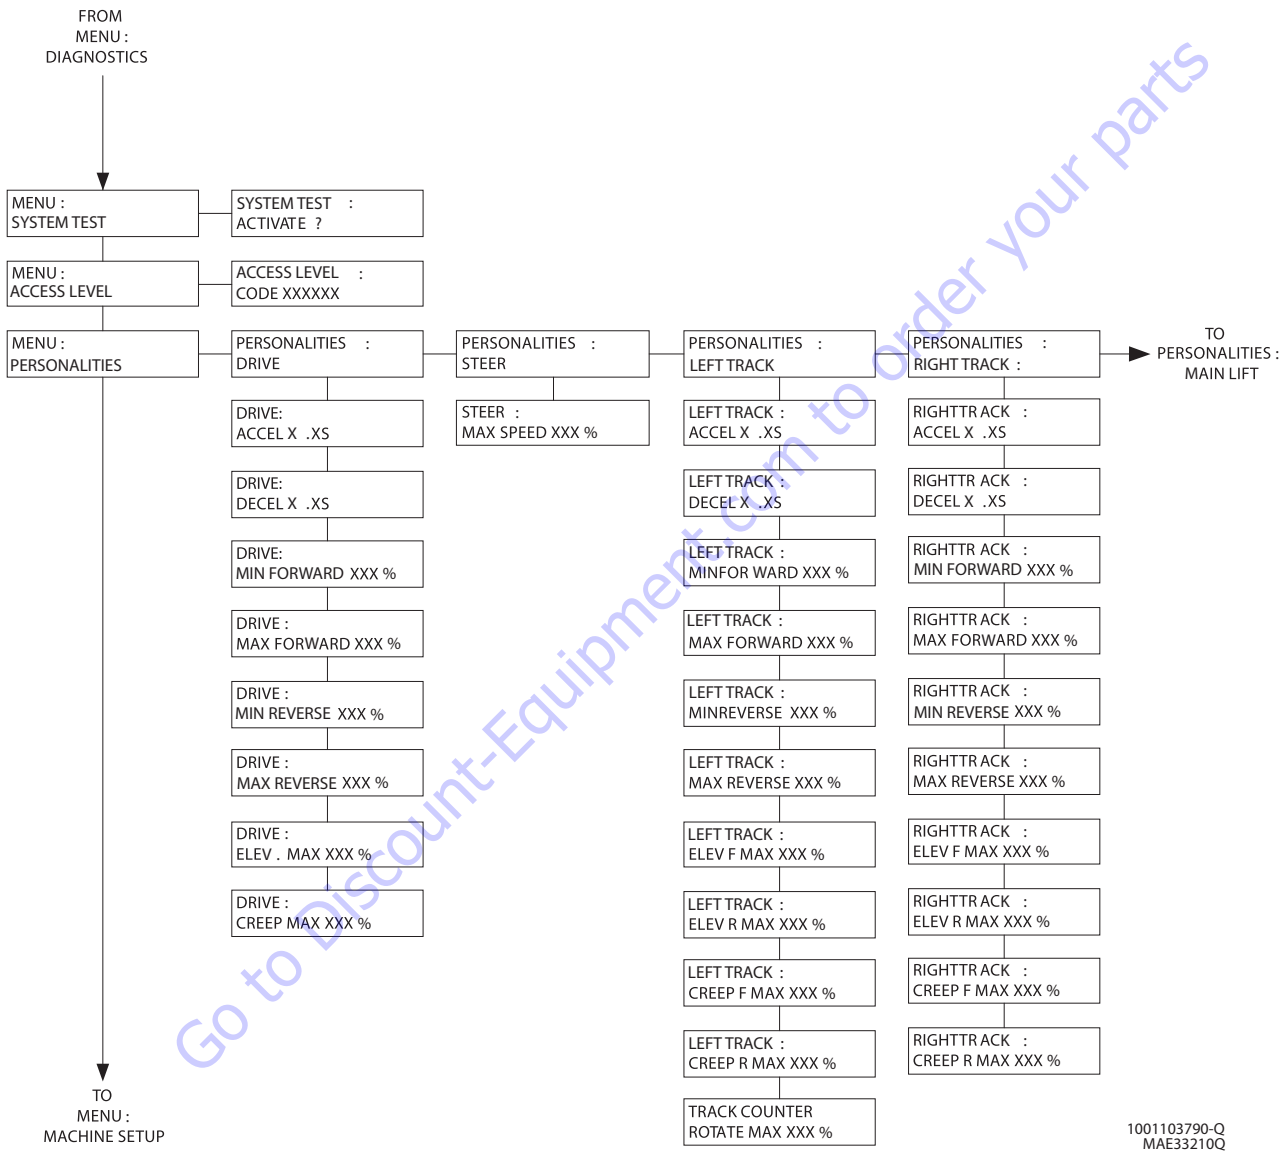 FROM
MENU :
DIAGNOSTICS
MENU :
SYSTEM TEST
SYSTEM TEST :
ACTIVATE ?
MENU :
ACCESS LEVEL
ACCESS LEVEL :
CODE XXXXXX
MENU :
PERSONALITIES
PERSONALITIES :
DRIVE
PERSONALITIES :
STEER
PERSONALITIES :
LEFT TRACK
PERSONALITIES :
RIGHT TRACK :
TO
PERSONALITIES :
MAIN LIFT
DRIVE:
ACCEL X .XS
DRIVE:
DECEL X .XS
DRIVE:
MIN FORWARD XXX %
DRIVE :
MAX FORWARD XXX %
DRIVE :
MIN REVERSE XXX %
DRIVE :
MAX REVERSE XXX %
DRIVE :
ELEV . MAX XXX %
DRIVE :
CREEP MAX XXX %
STEER :
MAX SPEED XXX %
LEFT TRACK :
ACCEL X .XS
LEFT TRACK :
DECEL X .XS
LEFT TRACK :
MINFOR WARD XXX %
LEFT TRACK :
MAX FORWARD XXX %
LEFT TRACK :
MINREVERSE XXX %
LEFT TRACK :
MAX REVERSE XXX %
LEFT TRACK :
ELEV F MAX XXX %
LEFT TRACK :
ELEV R MAX XXX %
LEFT TRACK :
CREEP F MAX XXX %
LEFT TRACK :
CREEP R MAX XXX %
TRACK COUNTER
ROTATE MAX XXX %
RIGHTTR ACK :
ACCEL X .XS
RIGHTTR ACK :
DECEL X .XS
RIGHTTR ACK :
MIN FORWARD XXX %
RIGHTTR ACK :
MAX FORWARD XXX %
RIGHTTR ACK :
MIN REVERSE XXX %
RIGHTTR ACK :
MAX REVERSE XXX %
RIGHTTR ACK :
ELEV F MAX XXX %
RIGHTTR ACK :
ELEV R MAX XXX %
RIGHTTR ACK :
CREEP F MAX XXX %
RIGHTTR ACK :
CREEP R MAX XXX %
TO
MENU :
MACHINE SETUP
1001103790-Q
MAE33210Q
Go to Discount-Equipment.com to order your parts